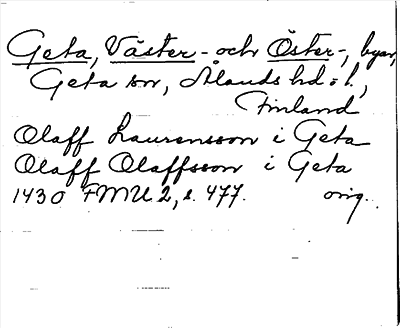 Geta, Väster- och Öster-, byar,
Geta sn, Ålands hd o l.,
Finland
Olaff Laurensson i Geta
Olaff Olaffsson i Geta
1430 FMU 2, s. 477. orig.